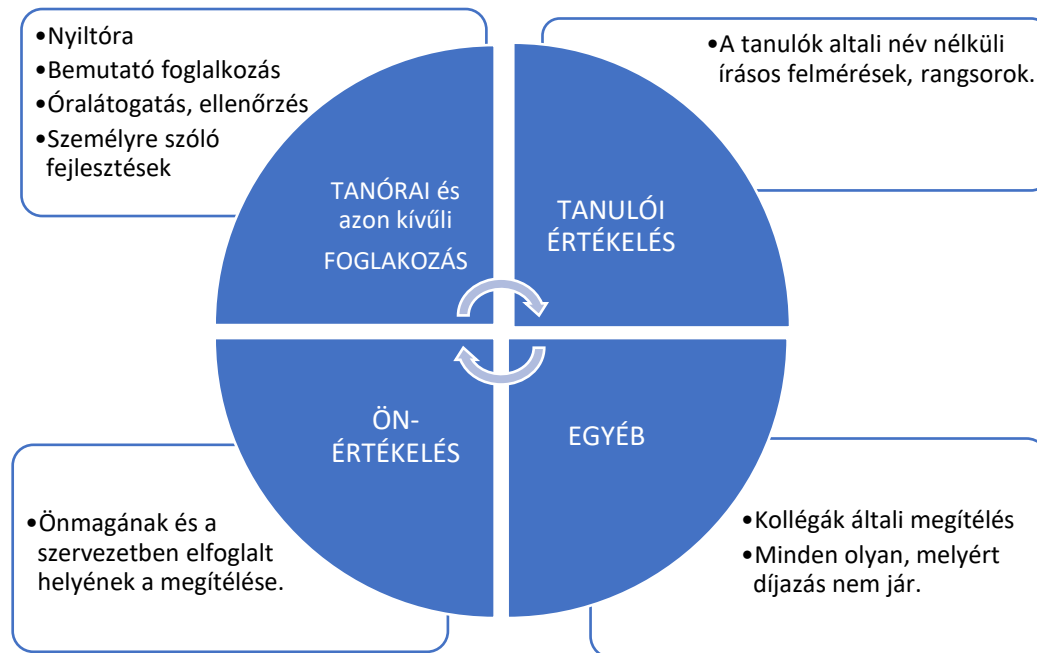 •Nyiltóra
•Bemutató foglalkozás
•Óralátogatás, ellenőrzés
•Személyre szóló
fejlesztések
•A tanulók altali név nélküli
írásos felmérések, rangsorok.
TANÓRAI és
azon kívűli
FOGLAKOZÁS
TANULÓI
ÉRTÉKELÉS
ÖN-
ÉRTÉKELÉS
EGYÉB
•Önmagának és a
szervezetben elfoglalt
helyének a megítélése.
•Kollégák általi megítélés
•Minden olyan, melyért
díjazás nem jár.